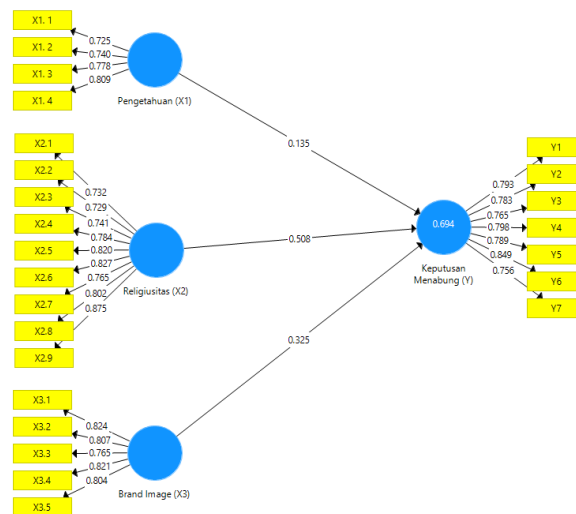 X1. 1
X1. 2
X1. 3
X1. 4
0.725
0.740
0.778
0.809
Pengetahuan (X1)
0.135
X2.1
X2.2
X2.3
X2.4
X2.5
X2.6
X2.7
X2.8
X2.9
0.732
0.729
0.741
0.784
0.820
0.827
0.765
0.802
0.875
Religiusitas (X2)
0.508
X3.1
X3.2
X3.3
X3.4
X3.5
0.824
0.807
0.765
0.821
0.804
Brand Image (X3)
0.325
0.694
Keputusan
Menabung (Y)
0.793
0.783
0.765
0.798
0.789
0.849
0.756
Y1
Y2
Y3
Y4
Y5
Y6
Y7